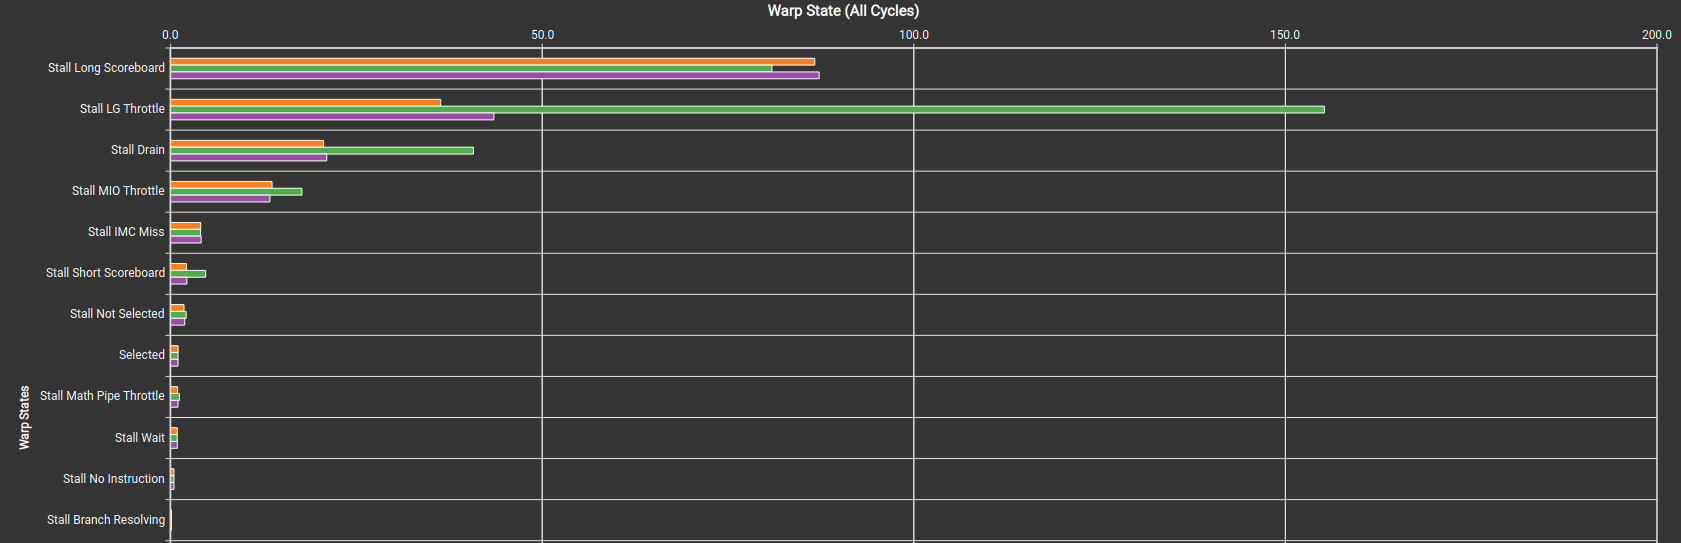 Warp State (All Cycles)
0.0 50.0 100.0 150.0 200.0
Stall Long Scoreboard
Stall LG Throttle
Stall Drain
Stall MIO Throttle
Stall IMC Miss
Stall Short Scoreboard
Stall Not Selected
Selected
Stall Math Pipe Throttle
Stall Wait
Stall No Instruction
Stall Branch Resolving
Warp States